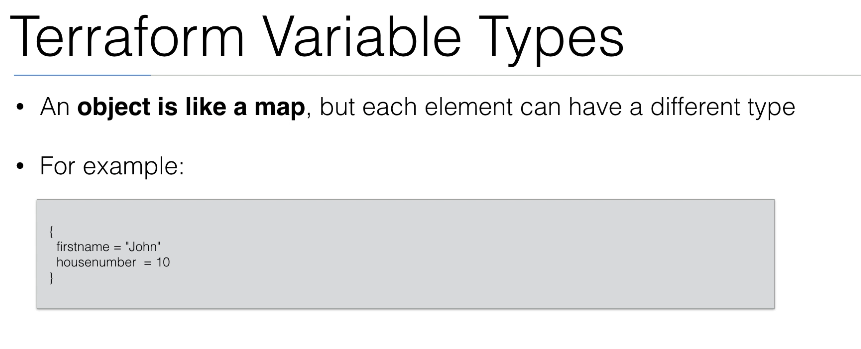 Terraform Variable Types
• An object is like a map, but each element can have a different type
• For example:
{
firstname = "John"
housenumber = 10
}